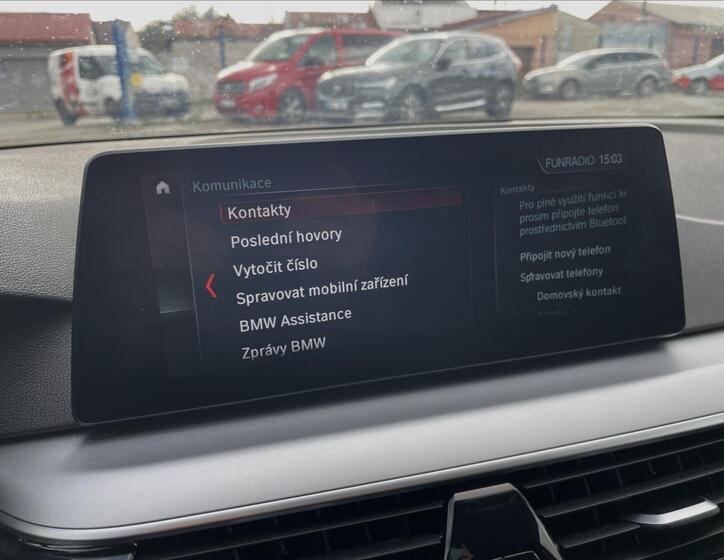 FUNRADIO 15:03
Komunikace
Kontakty
Poslední hovory
Vytočit číslo
Spravovat mobilní zařízení
BMW Assistance
Zprávy BMW
Kontakty
Pro plné využití funkcí
prosím připojte telefon
prostřednictvím Bluetoot
Připojit nový telefon
Spravovat telefony
Domovský kontakt